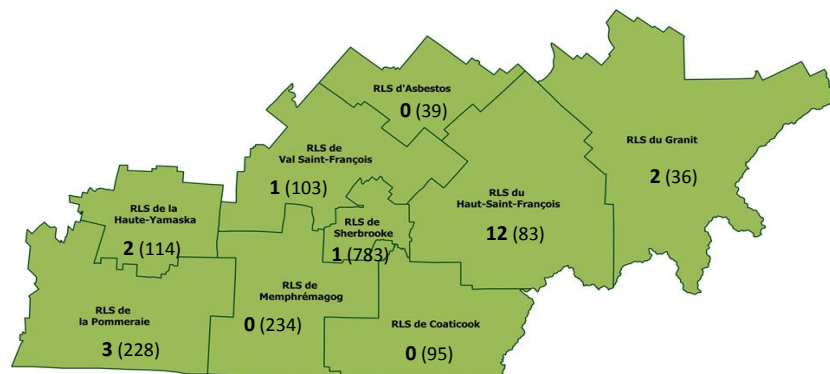 RLS d'Asbestos
0 (39)
RLS du Granit
2 (36)
RLS de
Val Saint-François
1 (103)
RLS du
Haut-Saint-François
12 (83)
RLS de la
Haute-Yamaska
2 (114)
RLS de
Sherbrooke
1 (783)
RLS de
Memphrémagog
0 (234)
RLS de
la Pommeraie
3 (228)
RLS de Coaticook
0 (95)